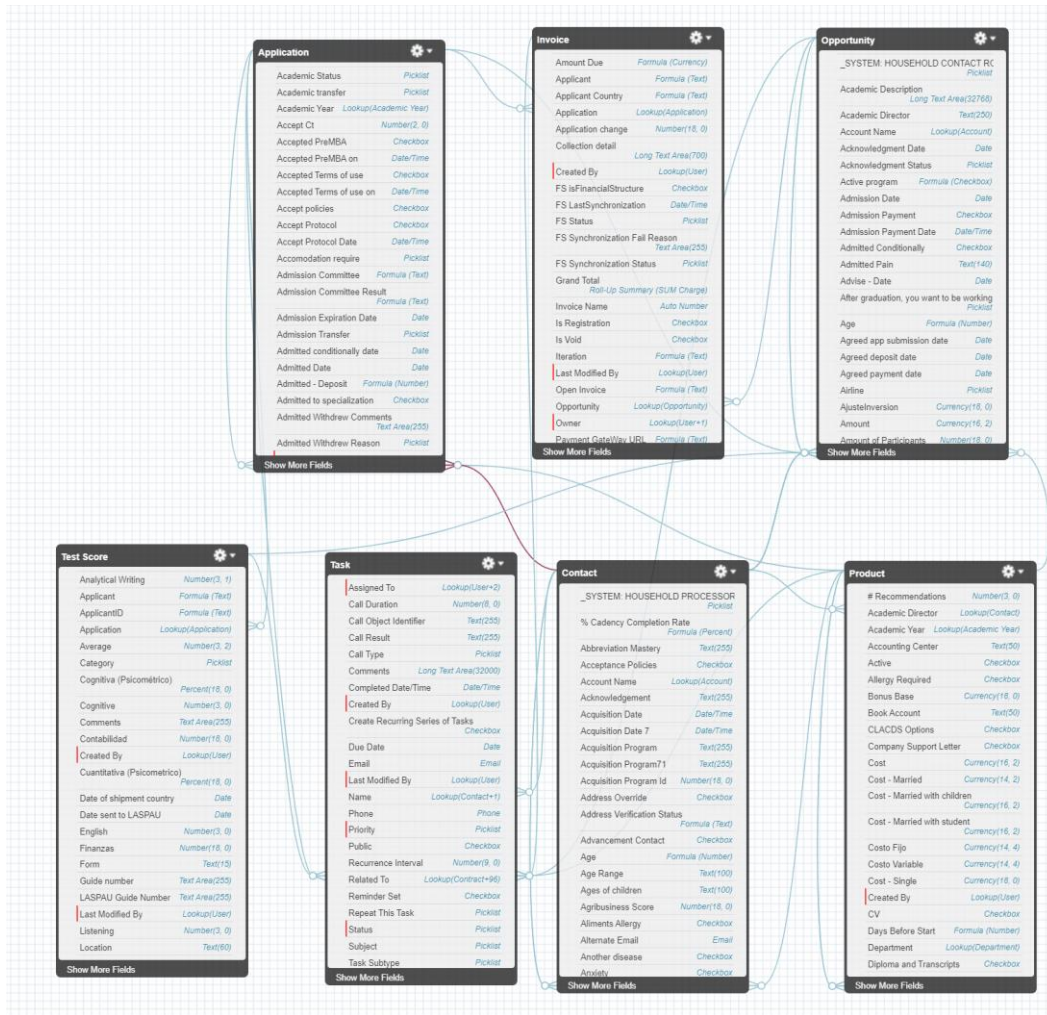 Application
Academic Status Picklist
Academic transfer Picklist
Academic Year Lookup(Academic Year)
Accept Ct Number(2, 0)
Accepted PreMBA Checkbox
Accepted PreMBA on Date/Time
Accepted Terms of use Checkbox
Accepted Terms of use on Date/Time
Accept policies Checkbox
Accept Protocol Checkbox
Accept Protocol Date Date/Time
Accomodation require Picklist
Admission Committee Formula (Text)
Admission Committee Result
Formula (Text)
Admission Expiration Date Date
Admission Transfer Picklist
Admitted conditionally date Date
Admitted Date Date
Admitted - Deposit Formula (Number)
Admitted to specialization Checkbox
Admitted Withdrew Comments
Text Area(255)
Admitted Withdrew Reason Picklist
Show More Fields
Invoice
Amount Due Formula (Currency)
Applicant Formula (Text)
Applicant Country Formula (Text)
Application Lookup(Application)
Application change Number(18, 0)
Collection detail
Long Text Area(700)
Created By Lookup(User)
FS isFinancialStructure Checkbox
FS LastSynchronization Date/Time
FS Status Picklist
FS Synchronization Fail Reason
Text Area(255)
FS Synchronization Status Picklist
Grand Total
Roll-Up Summary (SUM Charge)
Invoice Name Auto Number
Is Registration Checkbox
Is Void Checkbox
Iteration Formula (Text)
Last Modified By Lookup(User)
Open Invoice Formula (Text)
Opportunity Lookup(Opportunity)
Owner Lookup(User+1)
Payment GateWay URL Formula (Text)
Show More Fields
Opportunity
_SYSTEM: HOUSEHOLD CONTACT RO
Picklist
Academic Description
Long Text Area(32768)
Academic Director Text(250)
Account Name Lookup(Account)
Acknowledgment Date Date
Acknowledgment Status Picklist
Active program Formula (Checkbox)
Admission Date Date
Admission Payment Checkbox
Admission Payment Date Date/Time
Admitted Conditionally Checkbox
Admitted Pain Text(140)
Advise - Date Date
After graduation, you want to be working
Picklist
Age Formula (Number)
Agreed app submission date Date
Agreed deposit date Date
Agreed payment date Date
Airline Picklist
AjusteInversion Currency(18, 0)
Amount Currency(16, 2)
Amount of Participants Number(18, 0)
Show More Fields
Test Score
Analytical Writing Number(3, 1)
Applicant Formula (Text)
ApplicantID Formula (Text)
Application Lookup(Application)
Average Number(3, 2)
Category Picklist
Cognitiva (Psicométrico)
Percent(18, 0)
Cognitive Number(3, 0)
Comments Text Area(255)
Contabilidad Number(18, 0)
Created By Lookup(User)
Cuantitativa (Psicometrico)
Percent(18, 0)
Date of shipment country Date
Date sent to LASPAU Date
English Number(3, 0)
Finanzas Number(18, 0)
Form Text(15)
Guide number Text Area(255)
LASPAU Guide Number Text Area(255)
Last Modified By Lookup(User)
Listening Number(3, 0)
Location Text(60)
Show More Fields
Task
Assigned To Lookup(User+2)
Call Duration Number(8, 0)
Call Object Identifier Text(255)
Call Result Text(255)
Call Type Picklist
Comments Long Text Area(32000)
Completed Date/Time Date/Time
Created By Lookup(User)
Create Recurring Series of Tasks
Checkbox
Due Date Date
Email Email
Last Modified By Lookup(User)
Name Lookup(Contact+1)
Phone Phone
Priority Picklist
Public Checkbox
Recurrence Interval Number(9, 0)
Related To Lookup(Contract+96)
Reminder Set Checkbox
Repeat This Task Picklist
Status Picklist
Subject Picklist
Task Subtype Picklist
Show More Fields
Contact
_SYSTEM: HOUSEHOLD PROCESSOR
Picklist
% Cadency Completion Rate
Formula (Percent)
Abbreviation Mastery Text(255)
Acceptance Policies Checkbox
Account Name Lookup(Account)
Acknowledgement Text(255)
Acquisition Date Date/Time
Acquisition Date 7 Date/Time
Acquisition Program Text(255)
Acquisition Program71 Text(255)
Acquisition Program Id Number(18, 0)
Address Override Checkbox
Address Verification Status
Formula (Text)
Advancement Contact Checkbox
Age Formula (Number)
Age Range Text(100)
Ages of children Text(100)
Agribusiness Score Number(18, 0)
Aliments Allergy Checkbox
Alternate Email Email
Another disease Checkbox
Anxiety Checkbox
Show More Fields
Product
# Recommendations Number(3, 0)
Academic Director Lookup(Contact)
Academic Year Lookup(Academic Year)
Accounting Center Text(50)
Active Checkbox
Allergy Required Checkbox
Bonus Base Currency(18, 0)
Book Account Text(50)
CLACDS Options Checkbox
Company Support Letter Checkbox
Cost Currency(16, 2)
Cost - Married Currency(14, 2)
Cost - Married with children
Currency(16, 2)
Cost - Married with student
Currency(16, 2)
Costo Fijo Currency(14, 4)
Costo Variable Currency(14, 4)
Cost - Single Currency(18, 0)
Created By Lookup(User)
CV Checkbox
Days Before Start Formula (Number)
Department Lookup(Department)
Diploma and Transcripts Checkbox
Show More Fields